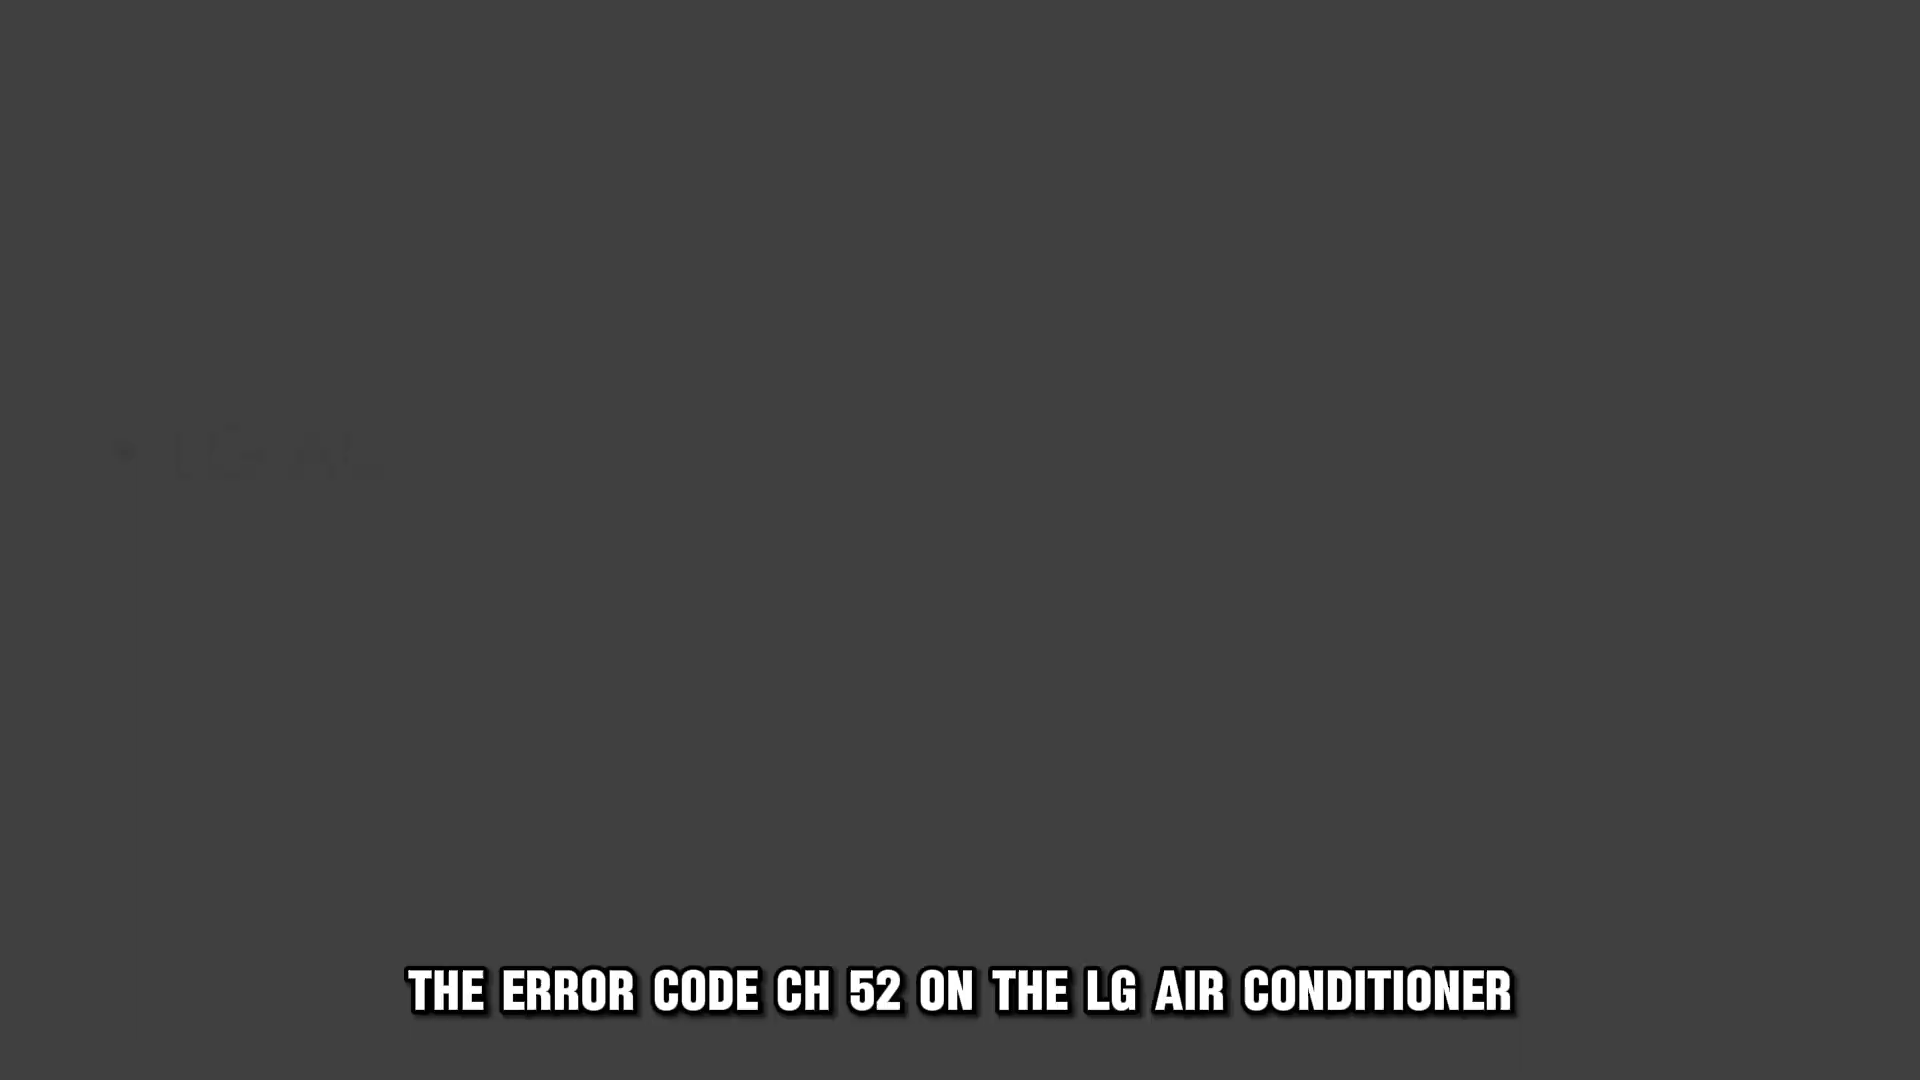 THE ERROR CODE CH 52 ON THE LG AIR CONDITIONER